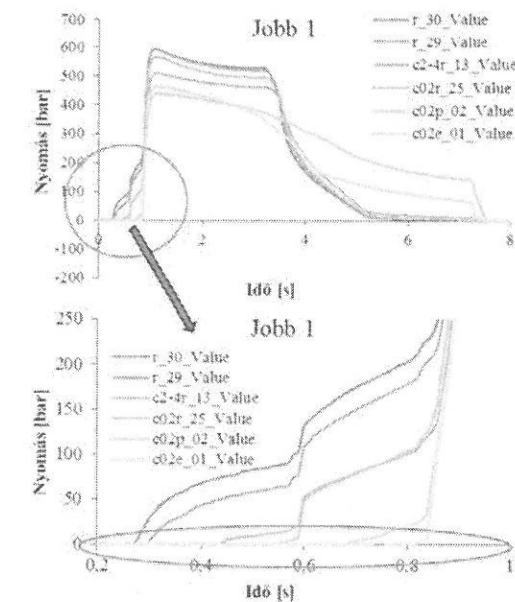 Jobb 1
Nyomás [bar]
700
600
500
400
300
200
100
0
-100
-200
0
2
4
6
8
Idő [s]
r_30_Value
r_29_Value
c2-4r_13_Value
c02r_25_Value
c02p_02_Value
c02e_01_Value
Jobb 1
Nyomás [bar]
250
200
150
100
50
0
0.2
0.4
0.6
0.8
1
Idő [s]
r_30_Value
r_29_Value
c2-4r_13_Value
c02r_25_Value
c02p_02_Value
c02e_01_Value